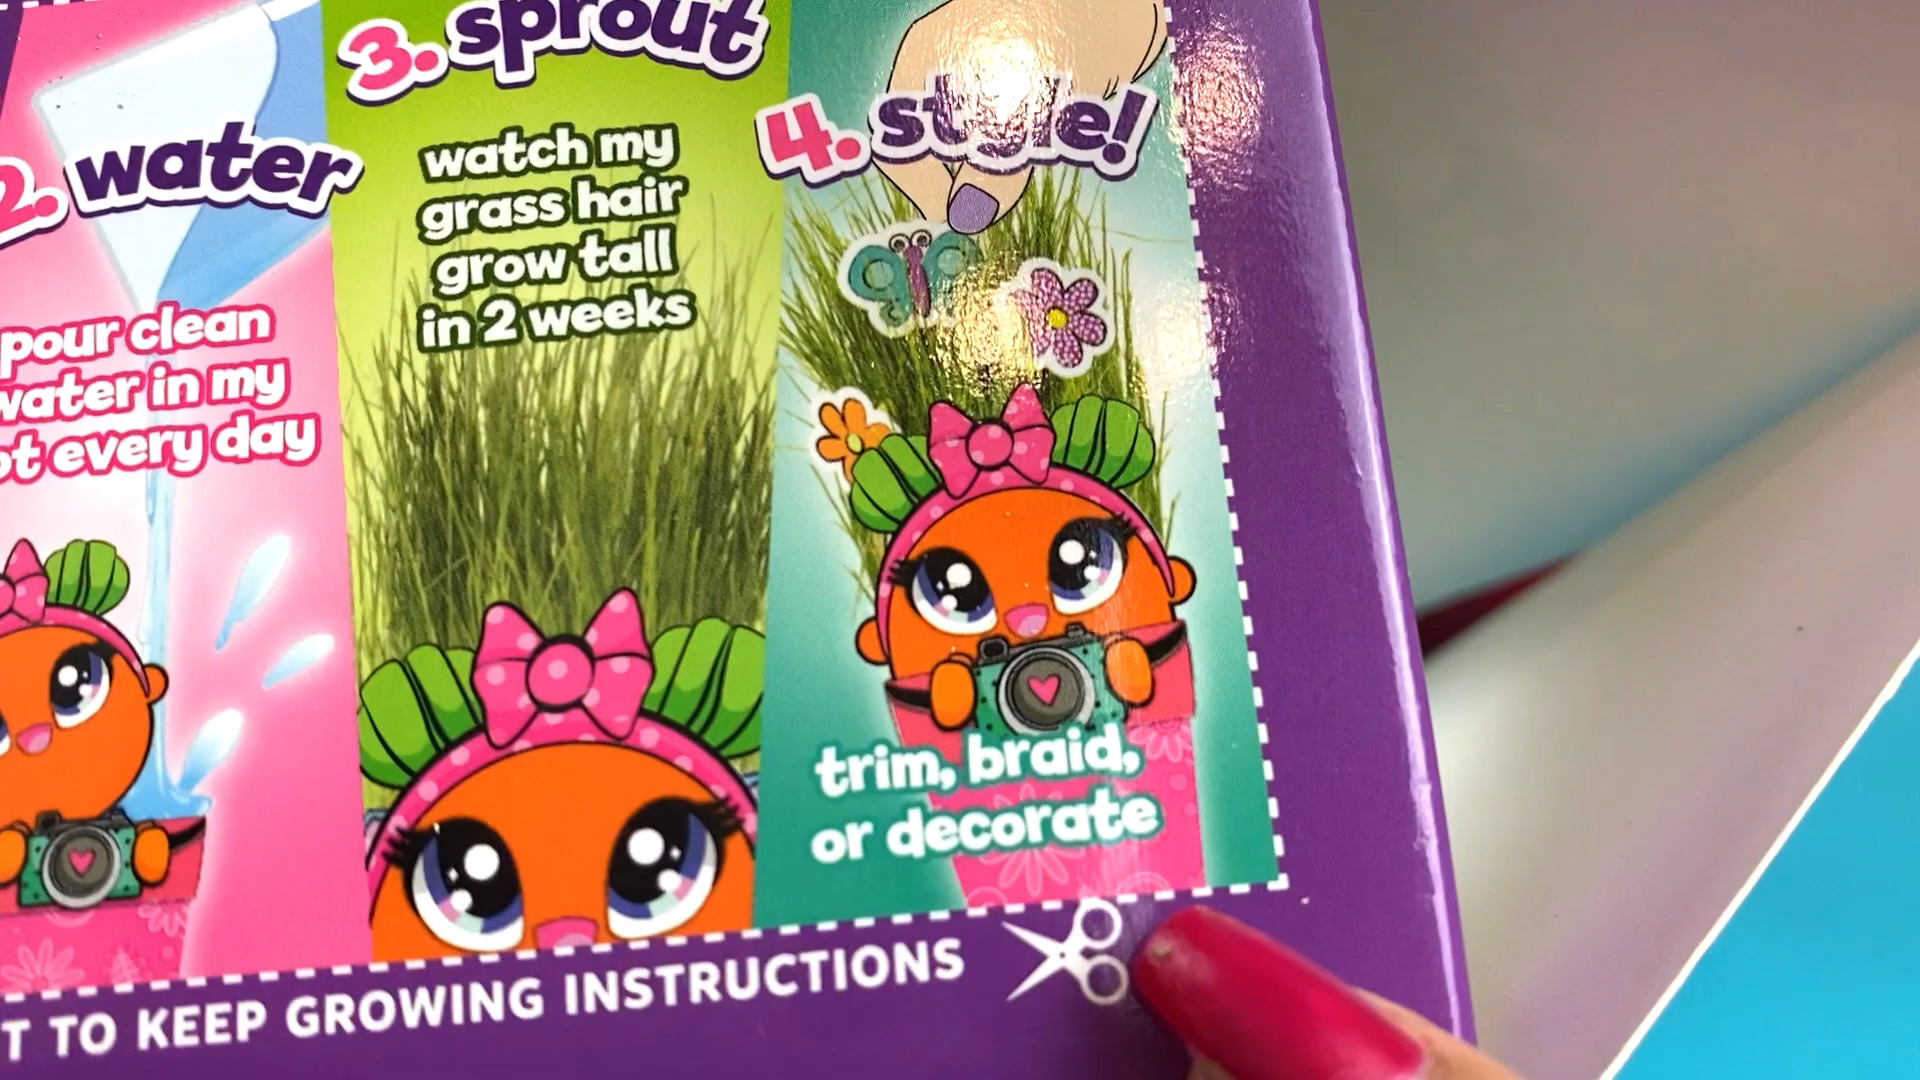 2. water
pour clean
water in my
every day
3. sprout
watch my
grass hair
grow tall
in 2 weeks
4. style!
trim, braid,
or decorate
TO KEEP GROWING INSTRUCTIONS